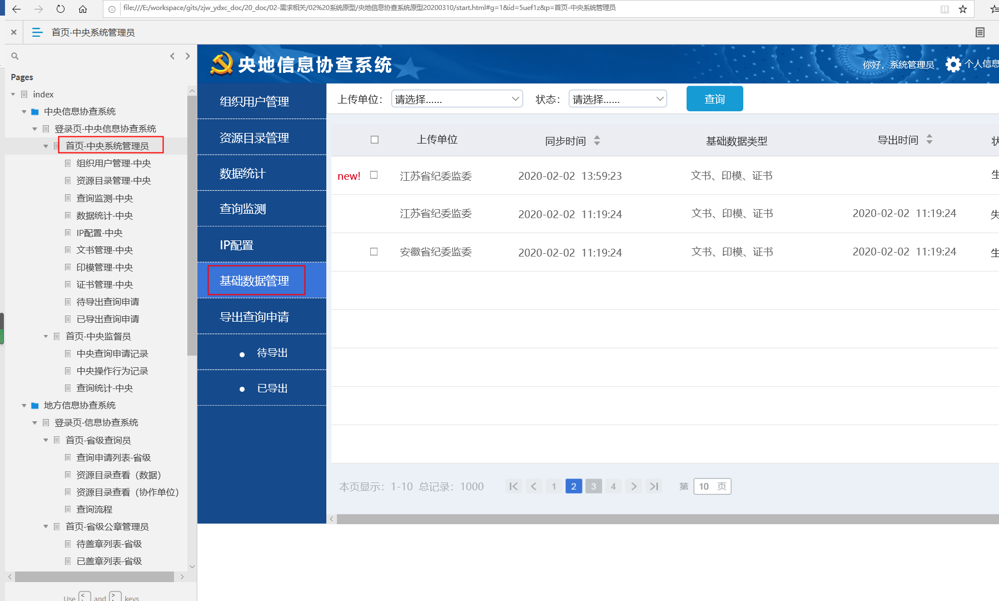 file:///E:/workspace/gits/zjw_ydxc_doc/20_doc/02-需求相关/02%20系统原型/央地信息协查系统原型20200310/start.html#g=1&id=5uef1z&p=首页-中央系统管理员
首页-中央系统管理员
Pages
index
中央信息协查系统
登录页-中央信息协查系统
首页-中央系统管理员
组织用户管理-中央
资源目录管理-中央
查询监测-中央
数据统计-中央
IP配置-中央
文书管理-中央
印模管理-中央
证书管理-中央
待导出查询申请
已导出查询申请
首页-中央监督员
中央查询申请记录
中央操作行为记录
查询统计-中央
地方信息协查系统
登录页-信息协查系统
首页-省级查询员
查询申请列表-省级
资源目录查看（数据）
资源目录查看（协作单位）
查询流程
首页-省级公章管理员
待盖章列表-省级
已盖章列表-省级
Use < and > keys
央地信息协查系统
你好，系统管理员 个人信息
组织用户管理
资源目录管理
数据统计
查询监测
IP配置
基础数据管理
导出查询申请
待导出
已导出
上传单位： 请选择...... 状态： 请选择...... 查询
上传单位 同步时间 基础数据类型 导出时间 状
new! 江苏省纪委监委 2020-02-02 13:59:23 文书、印模、证书 生
江苏省纪委监委 2020-02-02 11:19:24 文书、印模、证书 2020-02-02 11:19:24 失
安徽省纪委监委 2020-02-02 11:19:24 文书、印模、证书 2020-02-02 11:19:24 生
本页显示：1-10 总记录：1000 1 2 3 4 第 10 页